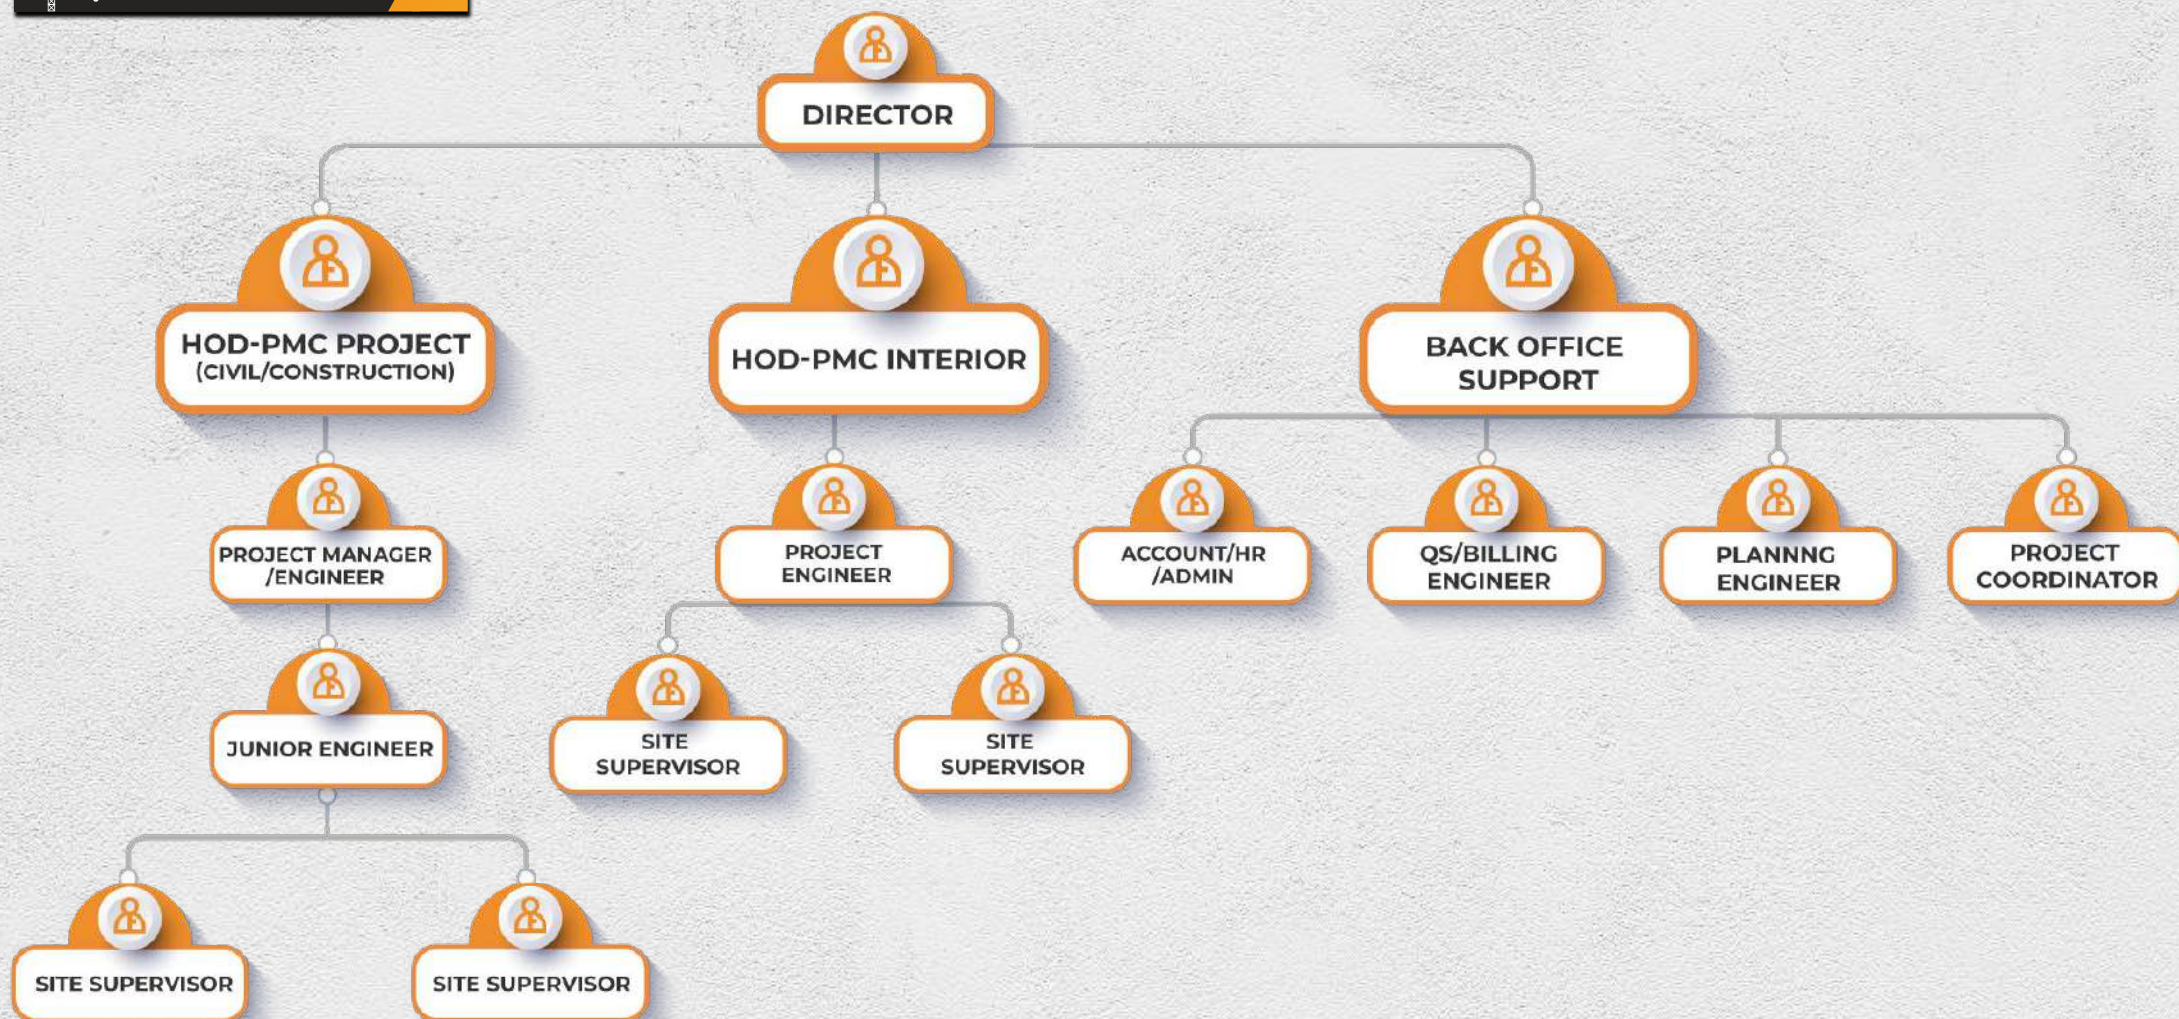 DIRECTOR
HOD-PMC PROJECT
(CIVIL/CONSTRUCTION)
HOD-PMC INTERIOR
BACK OFFICE
SUPPORT
PROJECT MANAGER
/ENGINEER
PROJECT
ENGINEER
ACCOUNT/HR
/ADMIN
QS/BILLING
ENGINEER
PLANNNG
ENGINEER
PROJECT
COORDINATOR
JUNIOR ENGINEER
SITE
SUPERVISOR
SITE
SUPERVISOR
SITE SUPERVISOR
SITE SUPERVISOR